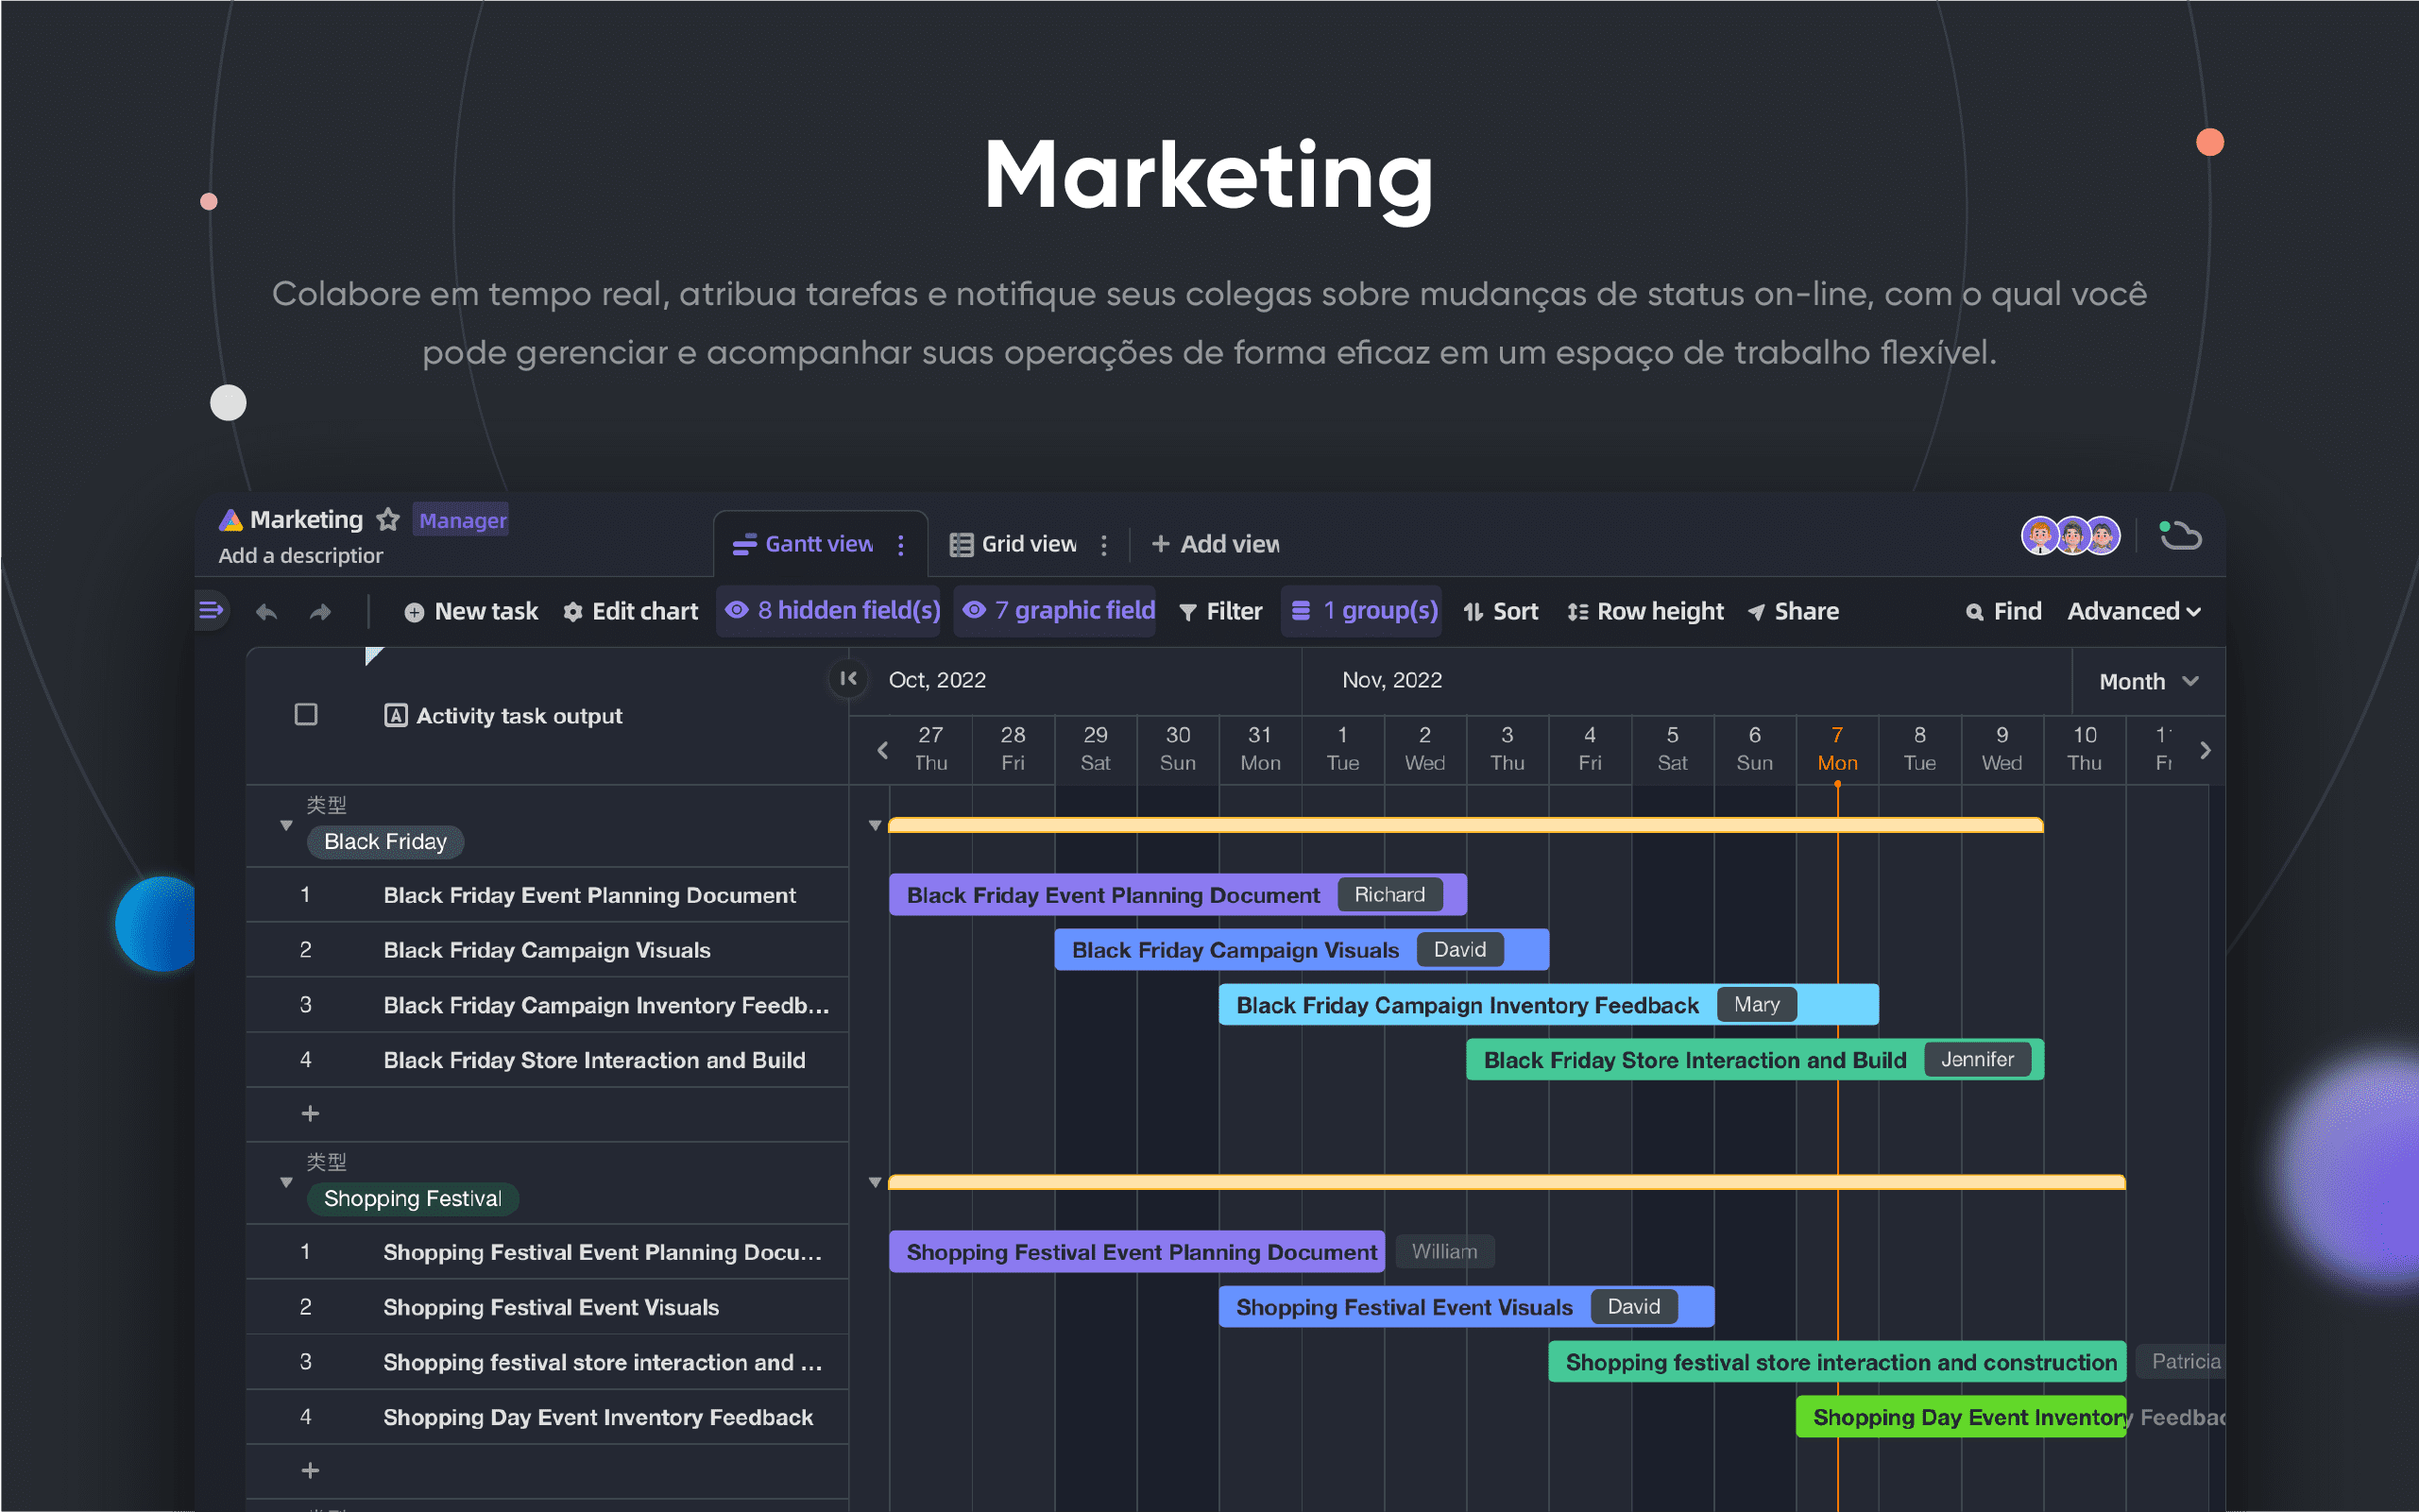 Marketing
Colabore em tempo real, atribua tarefas e notifique seus colegas sobre mudanças de status on-line, com o qual você
pode gerenciar e acompanhar suas operações de forma eficaz em um espaço de trabalho flexível.
Marketing Manager
Add a descriptior
Gantt view Grid view + Add view
New task Edit chart 8 hidden field(s) 7 graphic field Filter 1 group(s) Sort Row height Share Find Advanced
Activity task output
Oct, 2022 Nov, 2022 Month
27 28 29 30 31 1 2 3 4 5 6 7 8 9 10
Thu Fri Sat Sun Mon Tue Wed Thu Fri Sat Sun Mon Tue Wed Thu
类型
Black Friday
1 Black Friday Event Planning Document Black Friday Event Planning Document Richard
2 Black Friday Campaign Visuals Black Friday Campaign Visuals David
3 Black Friday Campaign Inventory Feedb... Black Friday Campaign Inventory Feedback Mary
4 Black Friday Store Interaction and Build Black Friday Store Interaction and Build Jennifer
+
类型
Shopping Festival
1 Shopping Festival Event Planning Docu... Shopping Festival Event Planning Document William
2 Shopping Festival Event Visuals Shopping Festival Event Visuals David
3 Shopping festival store interaction and ... Shopping festival store interaction and construction Patricia
4 Shopping Day Event Inventory Feedback Shopping Day Event Inventory Feedbac
+